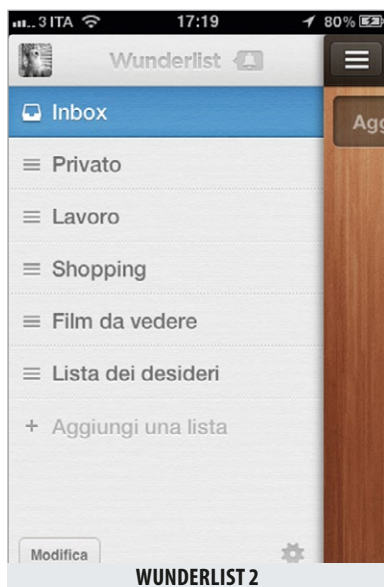 3 ITA 17:19 80%
Wunderlist
Inbox
Agg
Privato
Lavoro
Shopping
Film da vedere
Lista dei desideri
+ Aggiungi una lista
Modifica
WUNDERLIST 2